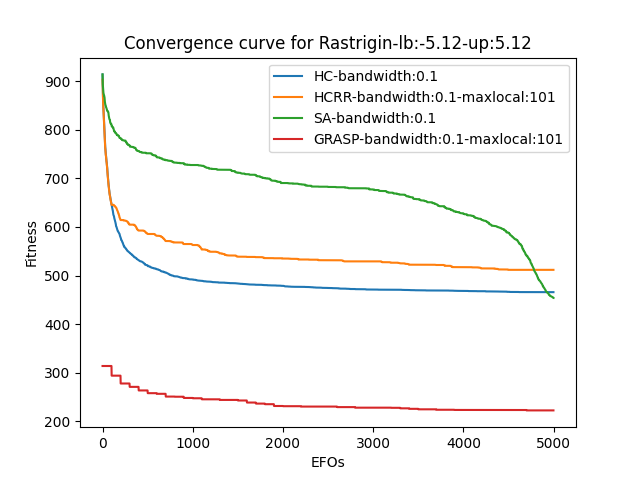 Convergence curve for Rastrigin-lb:-5.12-up:5.12
HC-bandwidth:0.1
HCRR-bandwidth:0.1-maxlocal:101
SA-bandwidth:0.1
GRASP-bandwidth:0.1-maxlocal:101
Fitness
900
800
700
600
500
400
300
200
0
1000
2000
3000
4000
5000
EFOs